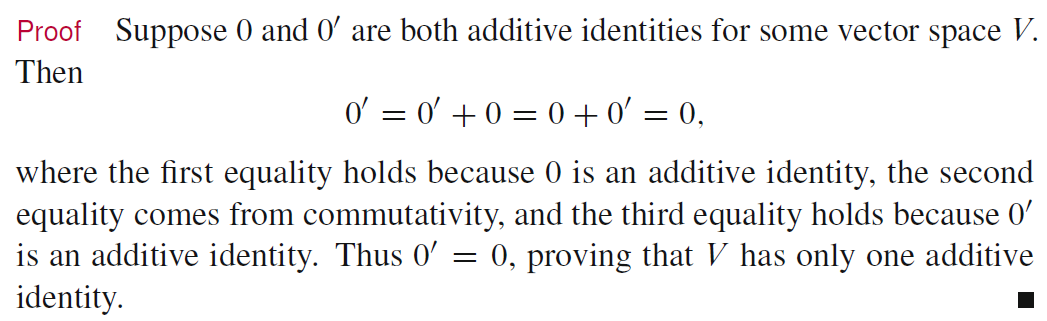 Proof Suppose 0 and 0′ are both additive identities for some vector space V.
Then
0′ = 0′ + 0 = 0 + 0′ = 0,
where the first equality holds because 0 is an additive identity, the second
equality comes from commutativity, and the third equality holds because 0′
is an additive identity. Thus 0′ = 0, proving that V has only one additive
identity. ■